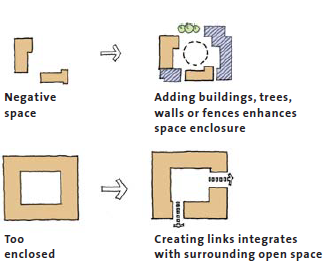 Negative
space
Adding buildings, trees,
walls or fences enhances
space enclosure
Too
enclosed
Creating links integrates
with surrounding open space